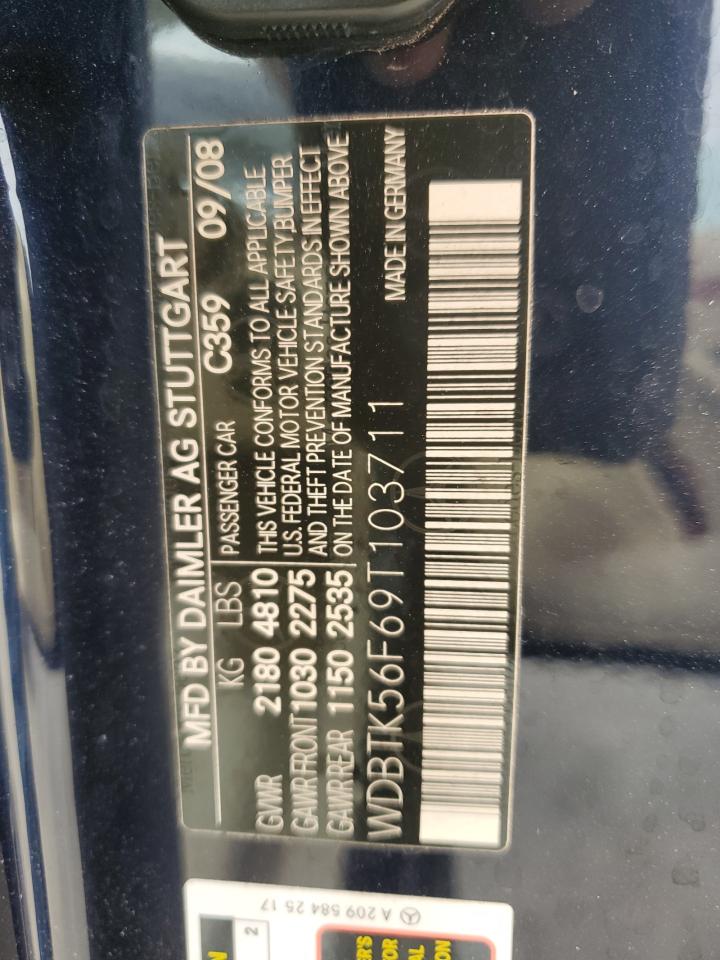 MFD BY DAIMLER AG STUTTGART
KG LBS PASSENGER CAR C359 09/08
GVWR 2180 4810 THIS VEHICLE CONFORMS TO ALL APPLICABLE
GAWR FRONT 1030 2275 U.S. FEDERAL MOTOR VEHICLE SAFETY,BUMPER
GAWR REAR 1150 2535 AND THEFT PREVENTION STANDARDS IN EFFECT
ON THE DATE OF MANUFACTURE SHOWN ABOVE
WDBTK56F69T103711 MADE IN GERMANY
A 209 584 25 17
2